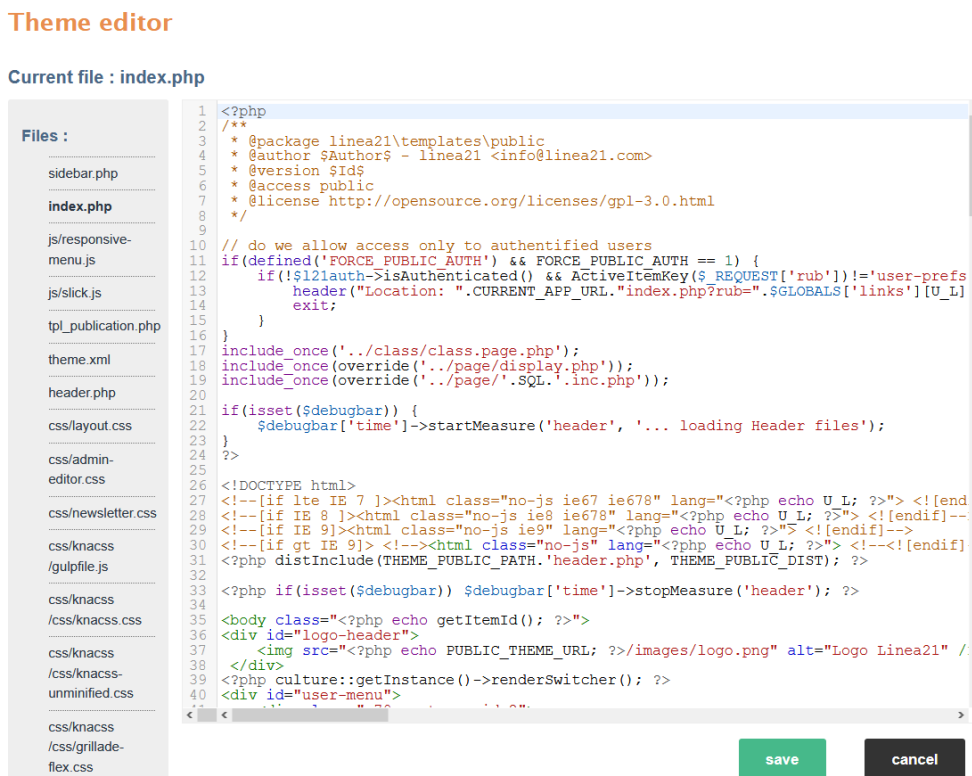 Theme editor
Current file : index.php
Files :
sidebar.php
index.php
js/responsive-
menu.js
js/slick.js
tpl_publication.php
theme.xml
header.php
css/layout.css
css/admin-
editor.css
css/newsletter.css
css/knacss
/gulpfile.js
css/knacss
/css/knacss.css
css/knacss
/css/knacss-
unminified.css
css/knacss
/css/grillade-
flex.css
1 <?php
2 /**
3  * @package linea21\templates\public
4  * @author $Author$ - linea21 <info@linea21.com>
5  * @version $Id$
6  * @access public
7  * @license http://opensource.org/licenses/gpl-3.0.html
8  */
9
10 // do we allow access only to authentified users
11 if(defined('FORCE_PUBLIC_AUTH') && FORCE_PUBLIC_AUTH == 1) {
12     if(!$l21auth->isAuthenticated() && ActiveItemKey($_REQUEST['rub'])!='user-prefs
13         header("Location: ".CURRENT_APP_URL."index.php?rub=".$GLOBALS['links'][U_L]
14         exit;
15     }
16 }
17 include_once('../class/class.page.php');
18 include_once(override('../page/display.php'));
19 include_once(override('../page/'.SQL.'.inc.php'));
20
21 if(isset($debugbar)) {
22     $debugbar['time']->startMeasure('header', '... loading Header files');
23 }
24 ?>
25
26 <!DOCTYPE html>
27 <!--[if lte IE 7 ]><html class="no-js ie67 ie678" lang="<?php echo U_L; ?>"> <![end
28 <!--[if IE 8 ]><html class="no-js ie8 ie678" lang="<?php echo U_L; ?>"> <![endif]--
29 <!--[if IE 9]><html class="no-js ie9" lang="<?php echo U_L; ?>"> <![endif]-->
30 <!--[if gt IE 9]> <!--><html class="no-js" lang="<?php echo U_L; ?>"> <!--<![endif]-
31 <?php distInclude(THEME_PUBLIC_PATH.'header.php', THEME_PUBLIC_DIST); ?>
32
33 <?php if(isset($debugbar)) $debugbar['time']->stopMeasure('header'); ?>
34
35 <body class="<?php echo getItemId(); ?>">
36 <div id="logo-header">
37     <img src="<?php echo PUBLIC_THEME_URL; ?>/images/logo.png" alt="Logo Linea21" /
38  </div>
39 <?php culture::getInstance()->renderSwitcher(); ?>
40 <div id="user-menu">
save
cancel